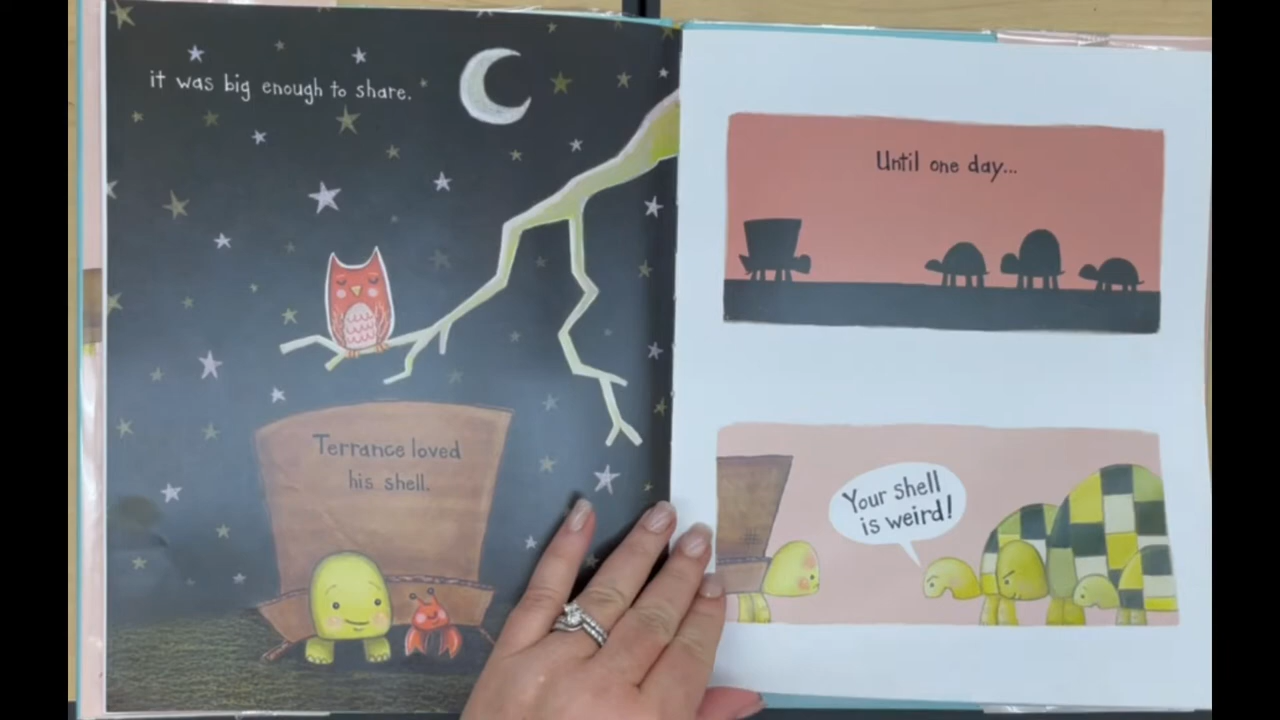 it was big enough to share.
Terrance loved
his shell.
Until one day...
Your shell
is weird!